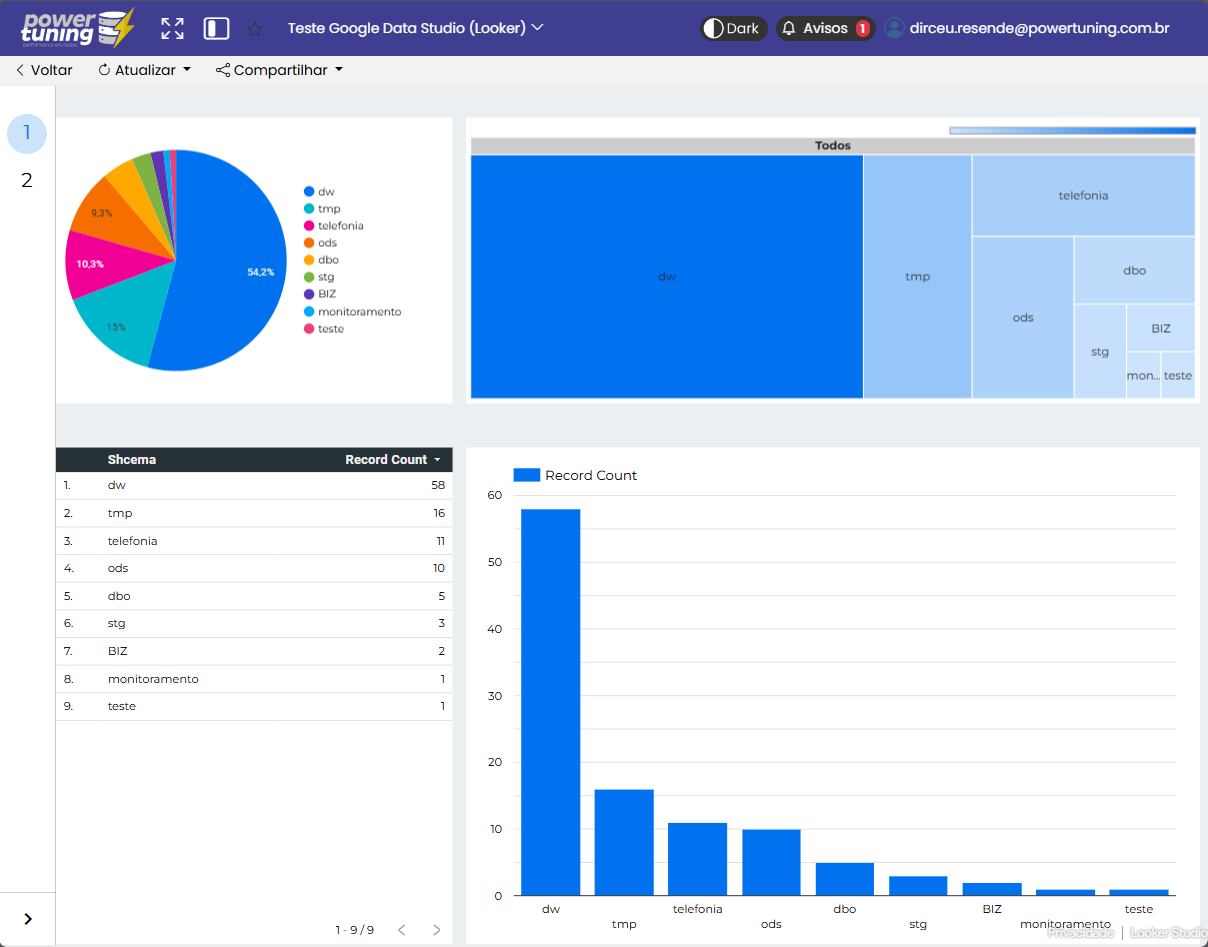 power tuning
Teste Google Data Studio (Looker)
Dark
Avisos 1
dirceu.resende@powertuning.com.br
Voltar
Atualizar
Compartilhar
1
2
54,2%
15%
10,3%
9,3%
dw
tmp
telefonia
ods
dbo
stg
BIZ
monitoramento
teste
Todos
dw
tmp
telefonia
ods
dbo
stg
BIZ
mon...
teste
Shcema Record Count
1. dw 58
2. tmp 16
3. telefonia 11
4. ods 10
5. dbo 5
6. stg 3
7. BIZ 2
8. monitoramento 1
9. teste 1
1 - 9 / 9
Record Count
60
50
40
30
20
10
0
dw
tmp
telefonia
ods
dbo
stg
BIZ
monitoramento
teste
Privacidade
Looker Studio